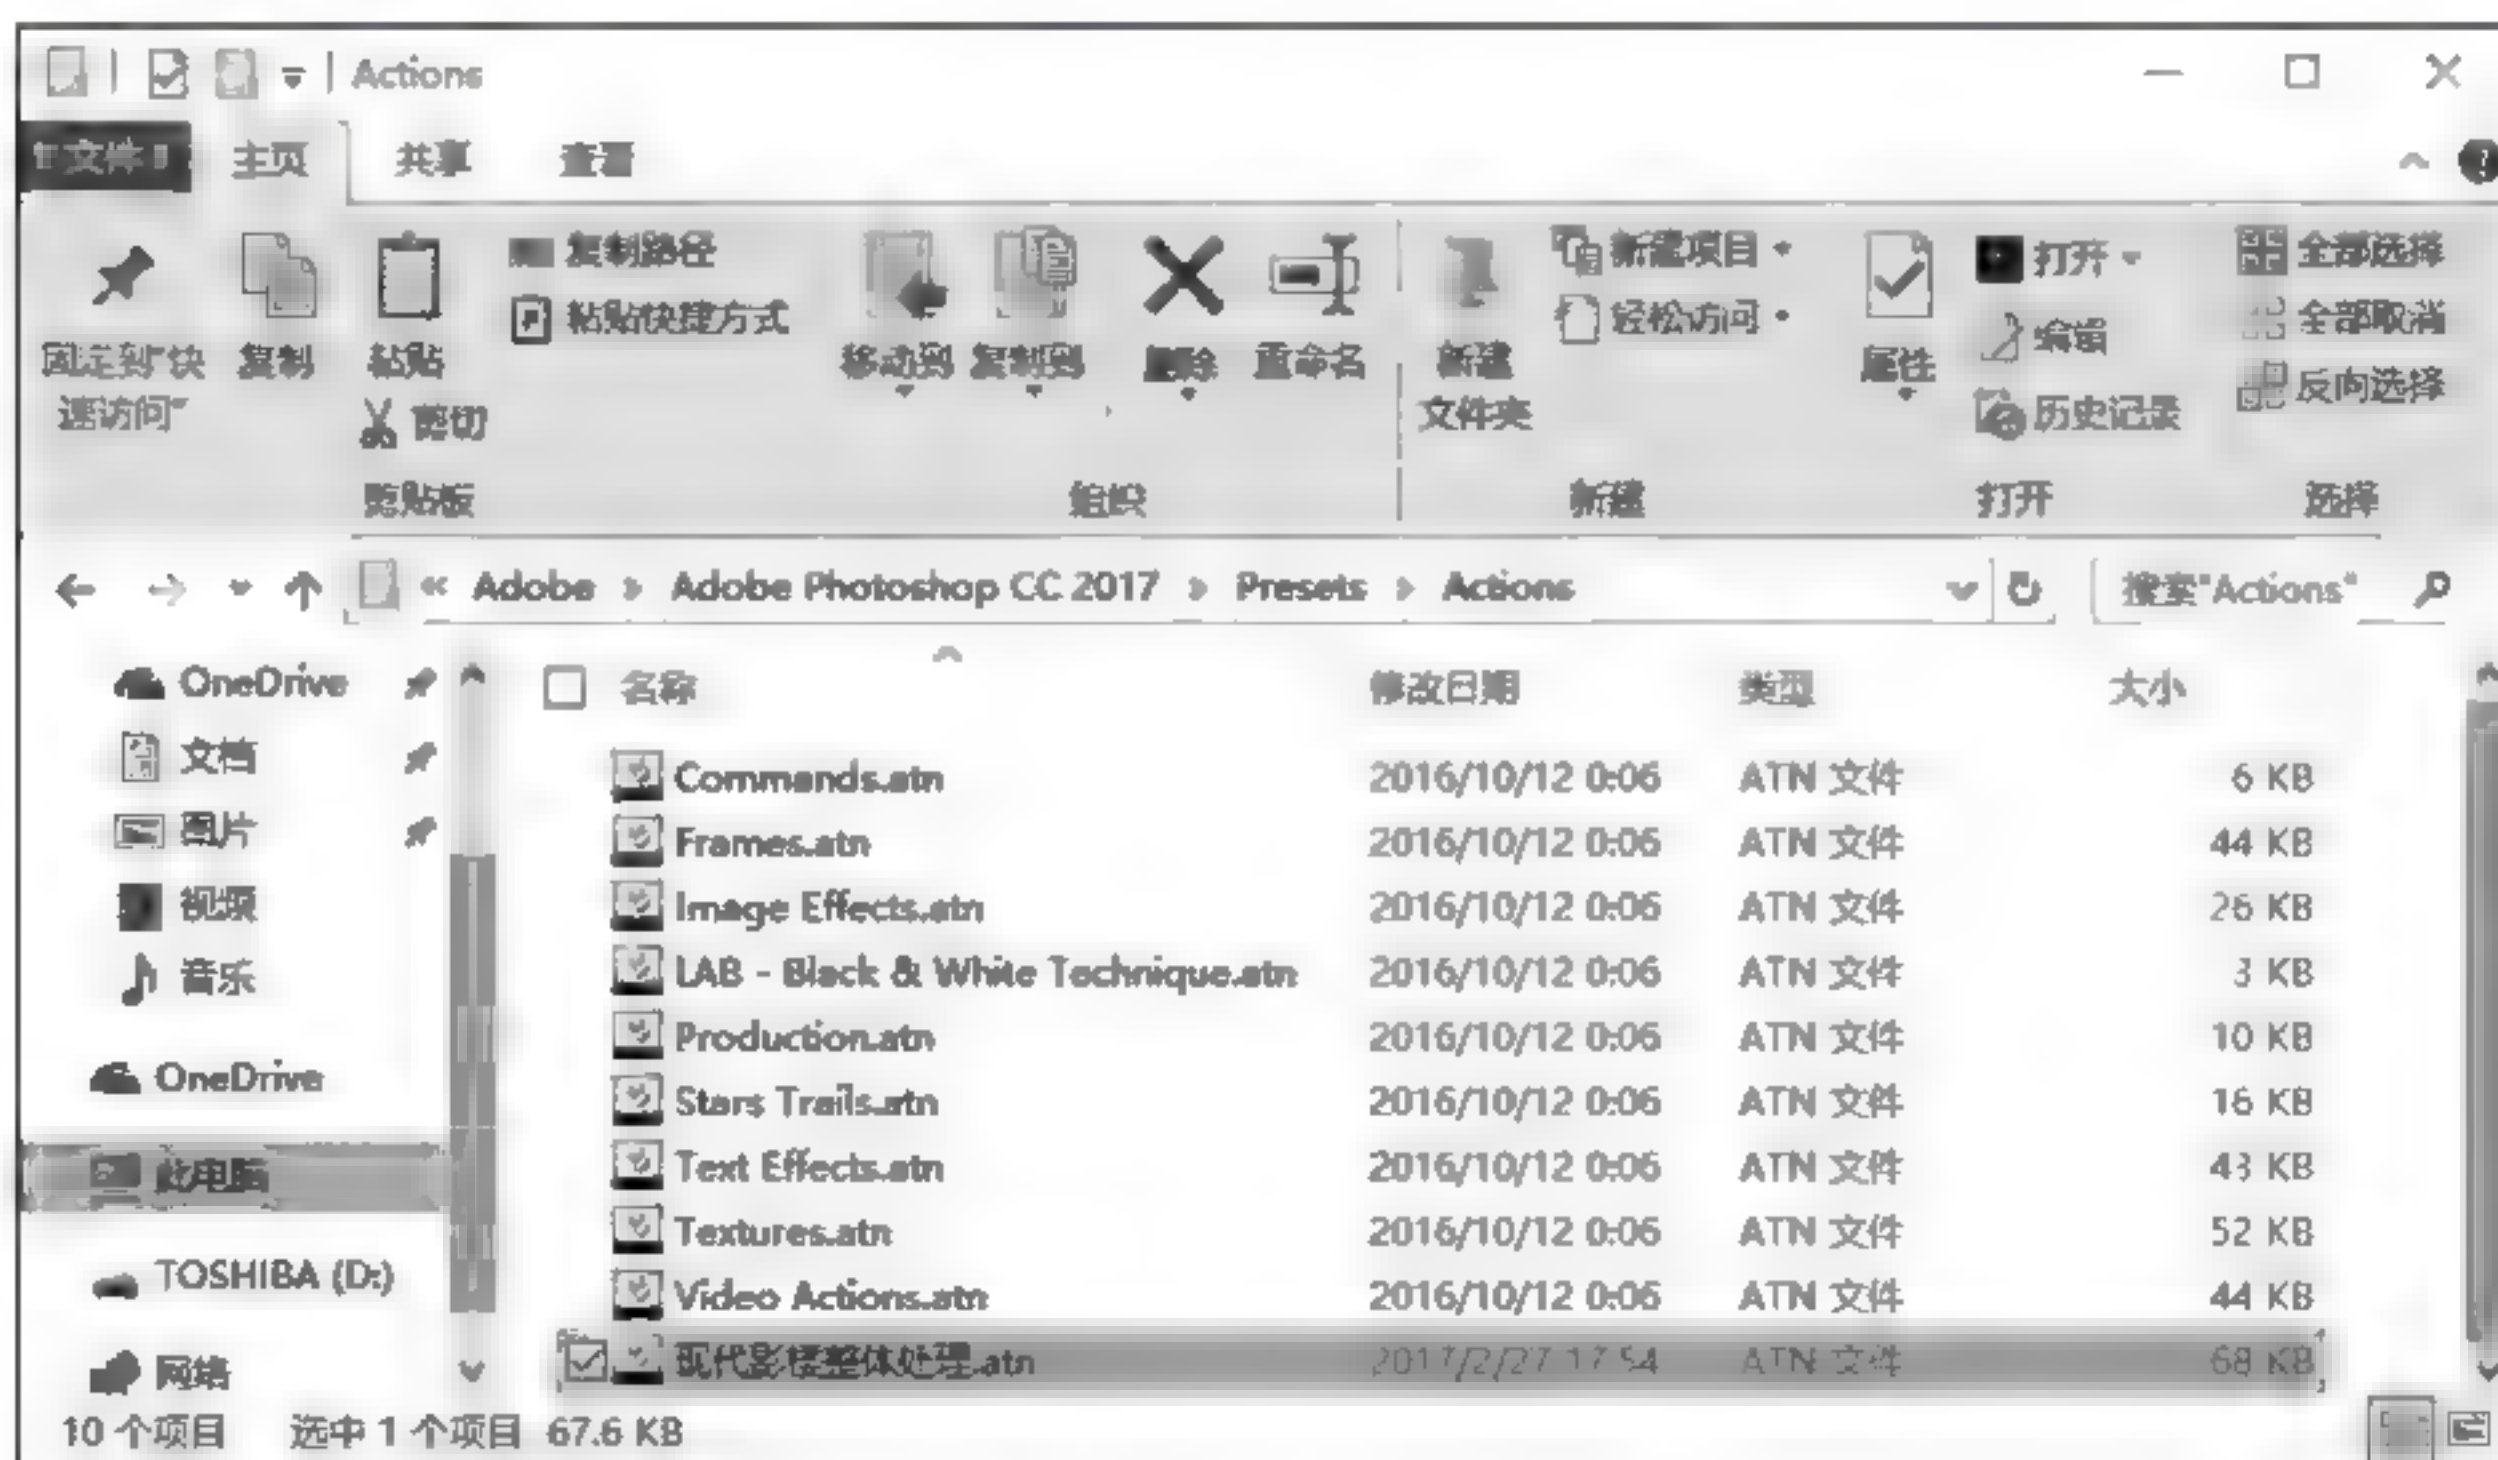 Actions
文件 主页 共享 查看
固定到"快速访问" 复制 粘贴 复制路径 粘贴快捷方式 剪切 移动到 复制到 删除 重命名 新建文件夹 新建项目 轻松访问 属性 打开 编辑 历史记录 全部选择 全部取消 反向选择
剪贴板 组织 新建 打开 选择
« Adobe > Adobe Photoshop CC 2017 > Presets > Actions 搜索"Actions"
OneDrive
文档
图片
视频
音乐
OneDrive
此电脑
TOSHIBA (D:)
网络
名称 修改日期 类型 大小
Commands.atn 2016/10/12 0:06 ATN 文件 6 KB
Frames.atn 2016/10/12 0:06 ATN 文件 44 KB
Image Effects.atn 2016/10/12 0:06 ATN 文件 26 KB
LAB - Black & White Technique.atn 2016/10/12 0:06 ATN 文件 3 KB
Production.atn 2016/10/12 0:06 ATN 文件 10 KB
Stars Trails.atn 2016/10/12 0:06 ATN 文件 16 KB
Text Effects.atn 2016/10/12 0:06 ATN 文件 43 KB
Textures.atn 2016/10/12 0:06 ATN 文件 52 KB
Video Actions.atn 2016/10/12 0:06 ATN 文件 44 KB
现代影楼整体处理.atn 2017/2/27 17:54 ATN 文件 68 KB
10 个项目 选中 1 个项目 67.6 KB